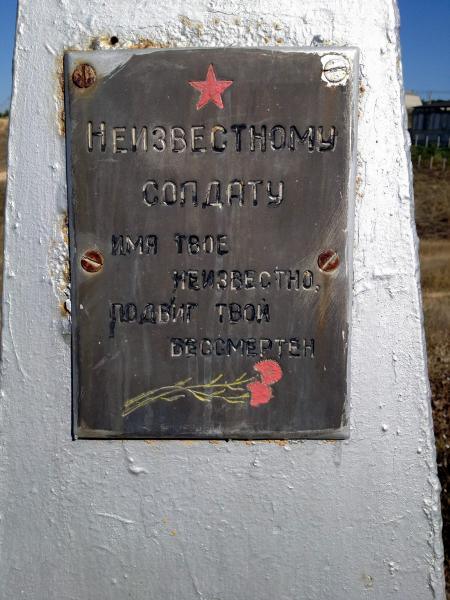 НЕИЗВЕСТНОМУ
СОЛДАТУ
ИМЯ ТВОЕ
НЕИЗВЕСТНО,
ПОДВИГ ТВОЙ
БЕССМЕРТЕН